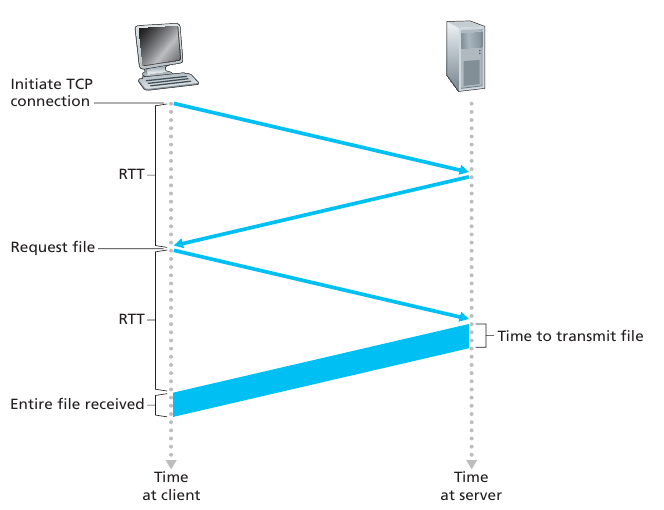 Initiate TCP
connection
RTT
Request file
RTT
Time to transmit file
Entire file received
Time
at client
Time
at server